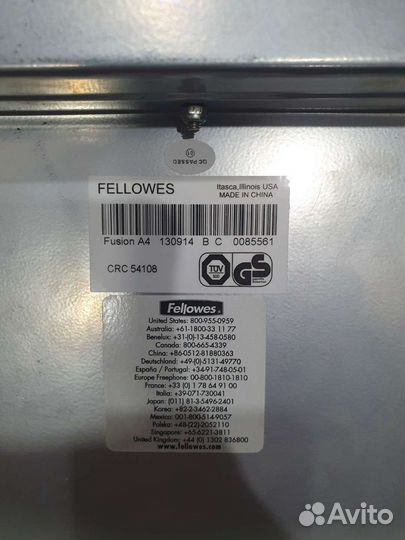 QC PASSED
01
FELLOWES
Itasca,Illinois USA
MADE IN CHINA
Fusion A4 130914 B C 0085561
CRC 54108
TÜV
GS
Fellowes
United States: 800-955-0959
Australia: +61-1800-33 11 77
Benelux: +31-(0)-13-458-0580
Canada: 800-665-4339
China: +86-0512-81880363
Deutschland: +49-(0)-5131-49770
España / Portugal: +34-91-748-05-01
Europe Freephone: 00-800-1810-1810
France: +33 (0) 1 78 64 91 00
Italia: +39-071-730041
Japan: (011) 81-3-5496-2401
Korea: +82-2-3462-2884
Mexico: 001-800-514-9057
Polska: +48-(22)-2052110
Singapore: +65-6221-3811
United Kingdom: +44 (0) 1302 836800
www.fellowes.com
Avito